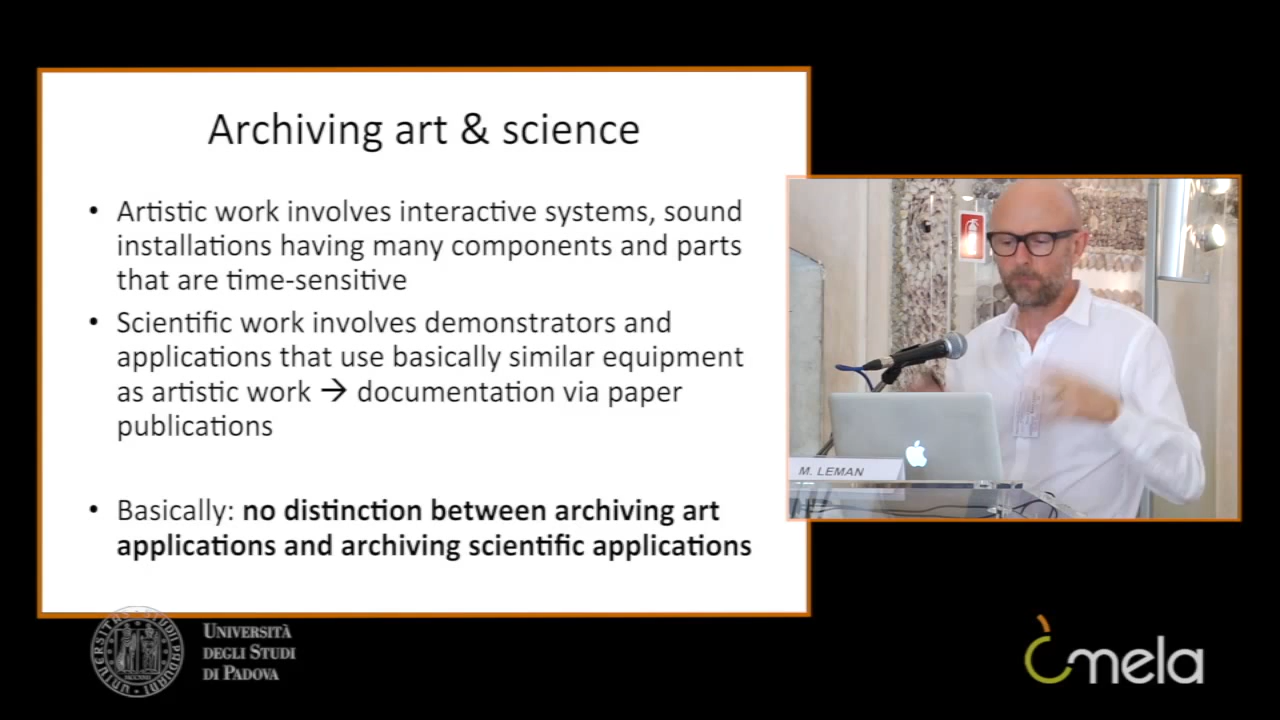 Archiving art & science
• Artistic work involves interactive systems, sound
installations having many components and parts
that are time-sensitive
• Scientific work involves demonstrators and
applications that use basically similar equipment
as artistic work → documentation via paper
publications
• Basically: no distinction between archiving art
applications and archiving scientific applications
M. LEMAN
UNIVERSITÀ
DEGLI STUDI
DI PADOVA
mela